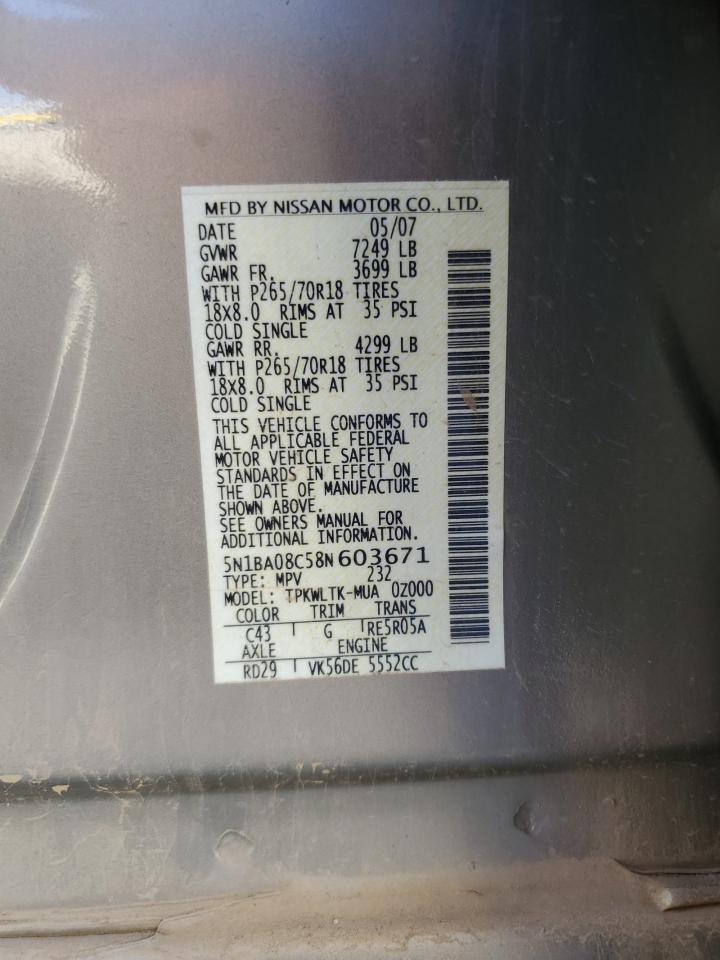 MFD BY NISSAN MOTOR CO., LTD.
DATE 05/07
GVWR 7249 LB
GAWR FR. 3699 LB
WITH P265/70R18 TIRES
18X8.0 RIMS AT 35 PSI
COLD SINGLE
GAWR RR. 4299 LB
WITH P265/70R18 TIRES
18X8.0 RIMS AT 35 PSI
COLD SINGLE
THIS VEHICLE CONFORMS TO
ALL APPLICABLE FEDERAL
MOTOR VEHICLE SAFETY
STANDARDS IN EFFECT ON
THE DATE OF MANUFACTURE
SHOWN ABOVE.
SEE OWNERS MANUAL FOR
ADDITIONAL INFORMATION.
5N1BA08C58N603671
TYPE: MPV 232
MODEL: TPKWLTK-MUA 0Z000
COLOR TRIM TRANS
C43 G RE5R05A
AXLE ENGINE
RD29 VK56DE 5552CC